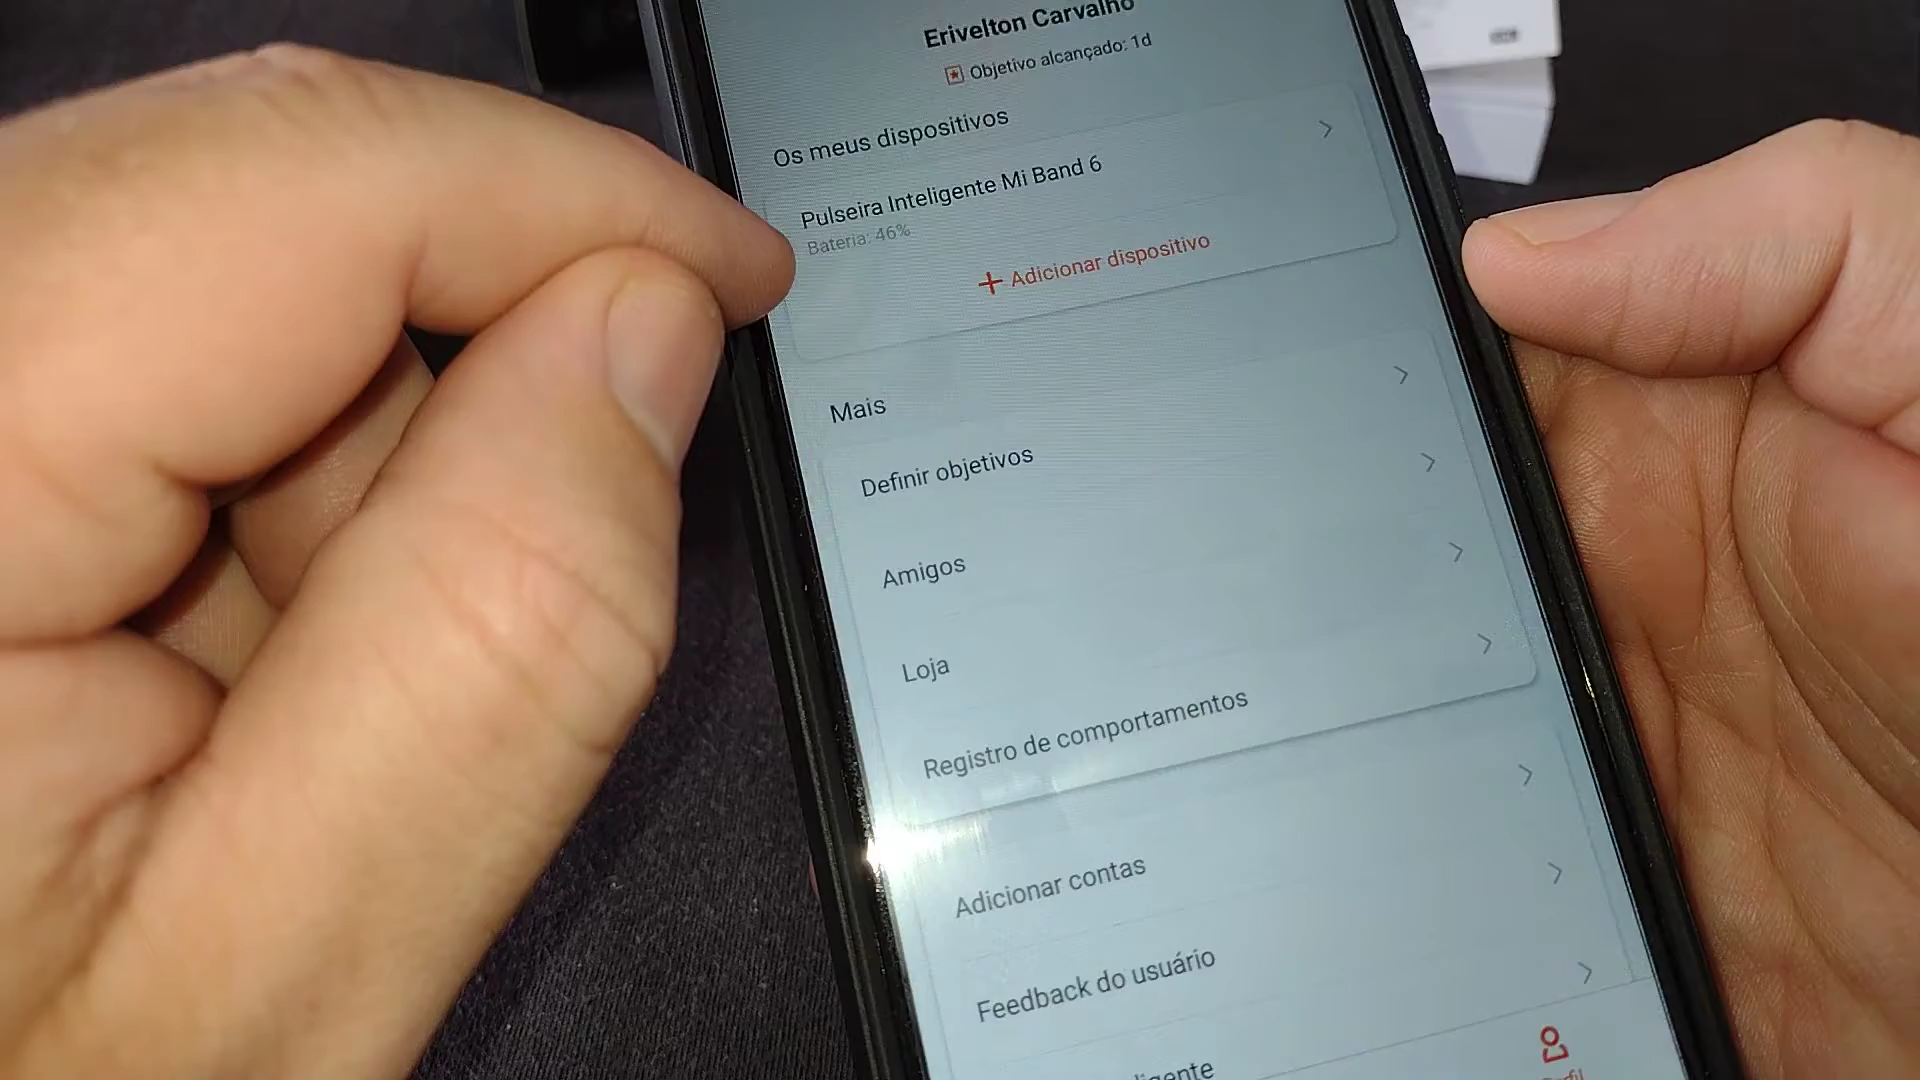 Erivelton Carvalho
Objetivo alcançado: 1d
Os meus dispositivos
Pulseira Inteligente Mi Band 6
Bateria: 46%
Adicionar dispositivo
Mais
Definir objetivos
Amigos
Loja
Registro de comportamentos
Adicionar contas
Feedback do usuário